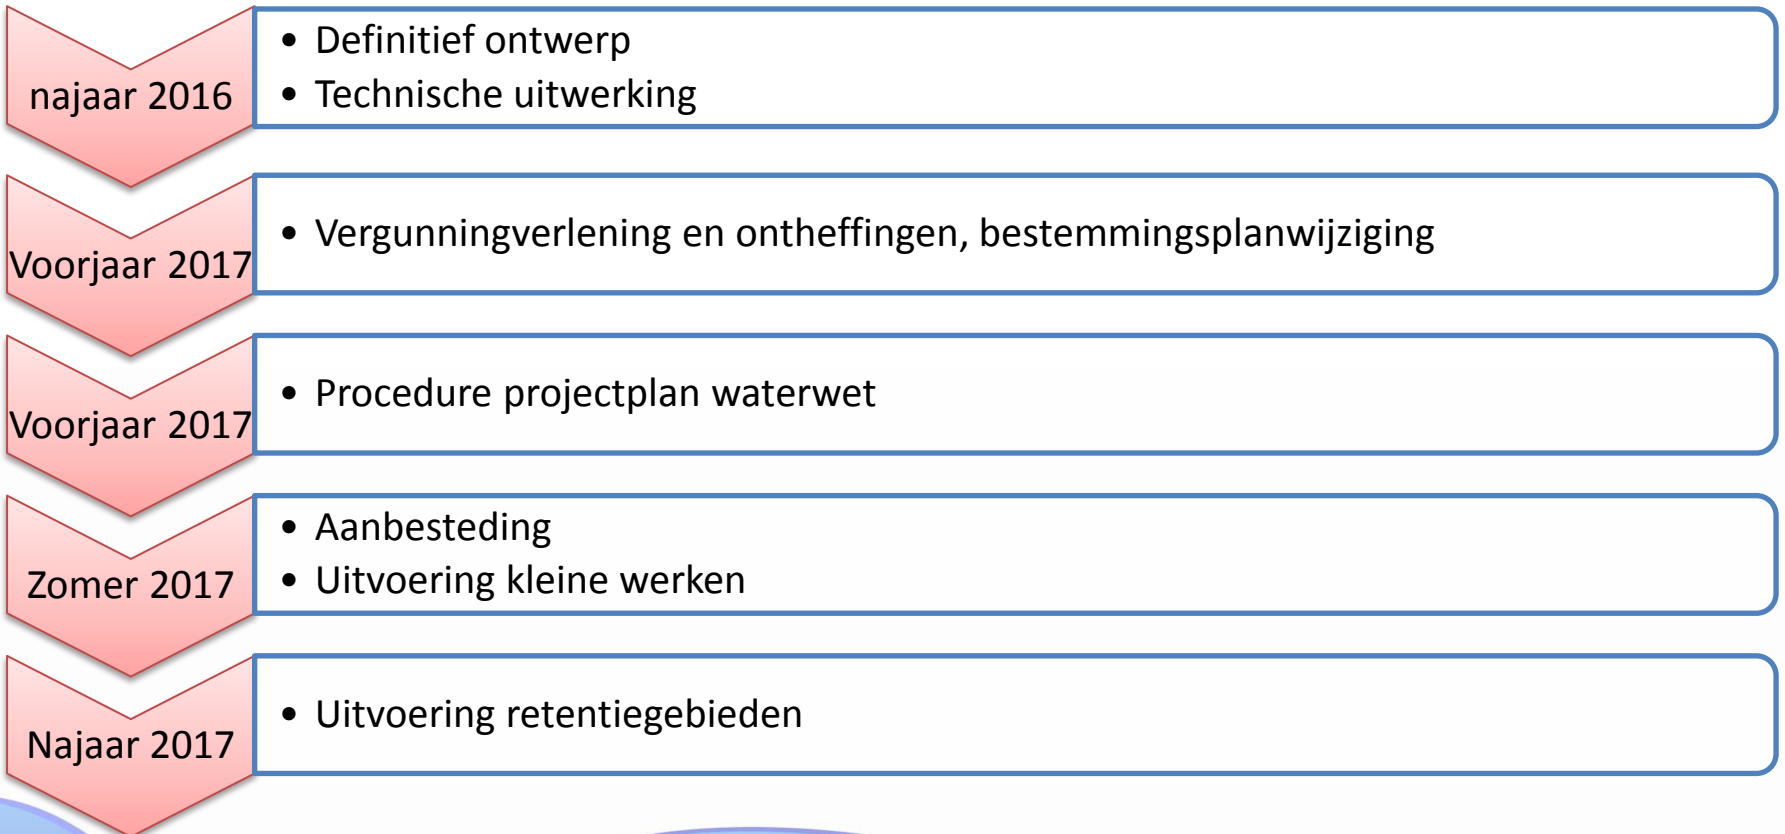 najaar 2016
• Definitief ontwerp
• Technische uitwerking
Voorjaar 2017
• Vergunningverlening en ontheffingen, bestemmingsplanwijziging
Voorjaar 2017
• Procedure projectplan waterwet
Zomer 2017
• Aanbesteding
• Uitvoering kleine werken
Najaar 2017
• Uitvoering retentiegebieden